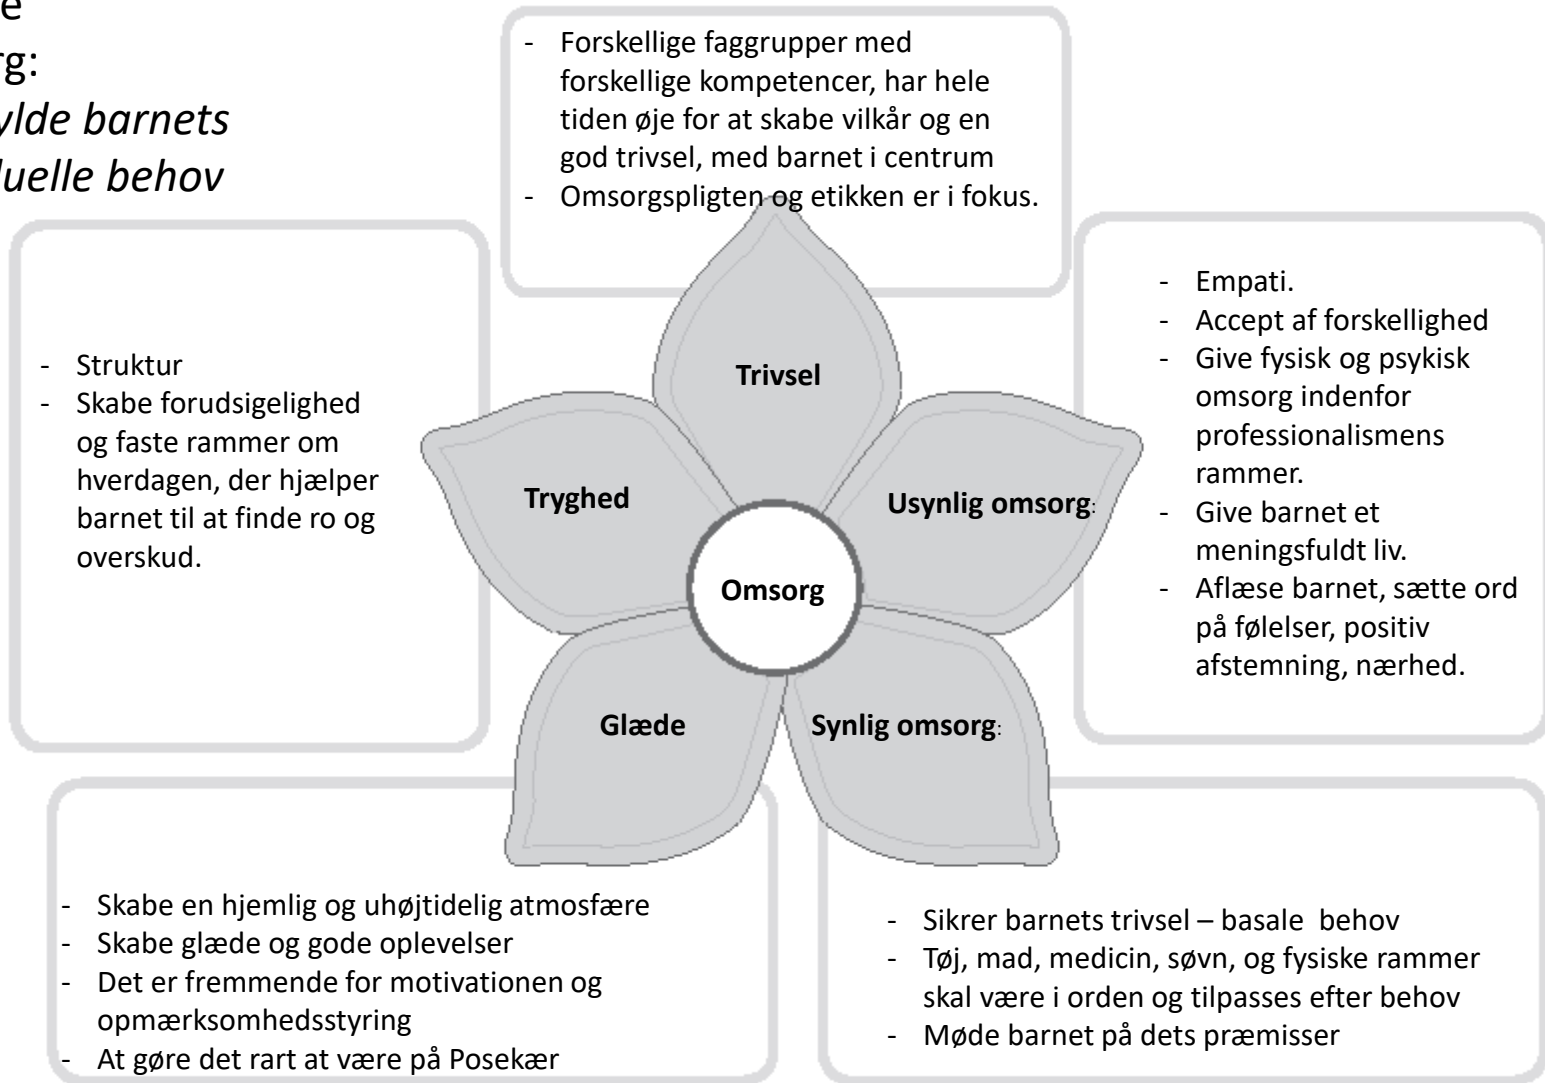 e
rg:
ylde barnets
luelle behov
- Forskellige faggrupper med
forskellige kompetencer, har hele
tiden øje for at skabe vilkår og en
god trivsel, med barnet i centrum
- Omsorgspligten og etikken er i fokus.
- Struktur
- Skabe forudsigelighed
og faste rammer om
hverdagen, der hjælper
barnet til at finde ro og
overskud.
- Empati.
- Accept af forskellighed
- Give fysisk og psykisk
omsorg indenfor
professionalismens
rammer.
- Give barnet et
meningsfuldt liv.
- Aflæse barnet, sætte ord
på følelser, positiv
afstemning, nærhed.
Trivsel
Tryghed
Usynlig omsorg:
Omsorg
Glæde
Synlig omsorg:
- Skabe en hjemlig og uhøjtidelig atmosfære
- Skabe glæde og gode oplevelser
- Det er fremmende for motivationen og
opmærksomhedsstyring
- At gøre det rart at være på Posekær
- Sikrer barnets trivsel – basale  behov
- Tøj, mad, medicin, søvn, og fysiske rammer
skal være i orden og tilpasses efter behov
- Møde barnet på dets præmisser